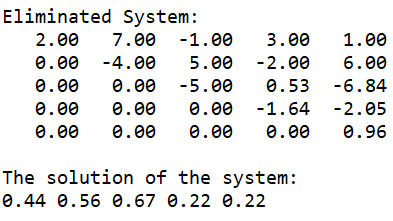 Eliminated System:
2.00 7.00 -1.00 3.00 1.00
0.00 -4.00 5.00 -2.00 6.00
0.00 0.00 -5.00 0.53 -6.84
0.00 0.00 0.00 -1.64 -2.05
0.00 0.00 0.00 0.00 0.96
The solution of the system:
0.44 0.56 0.67 0.22 0.22